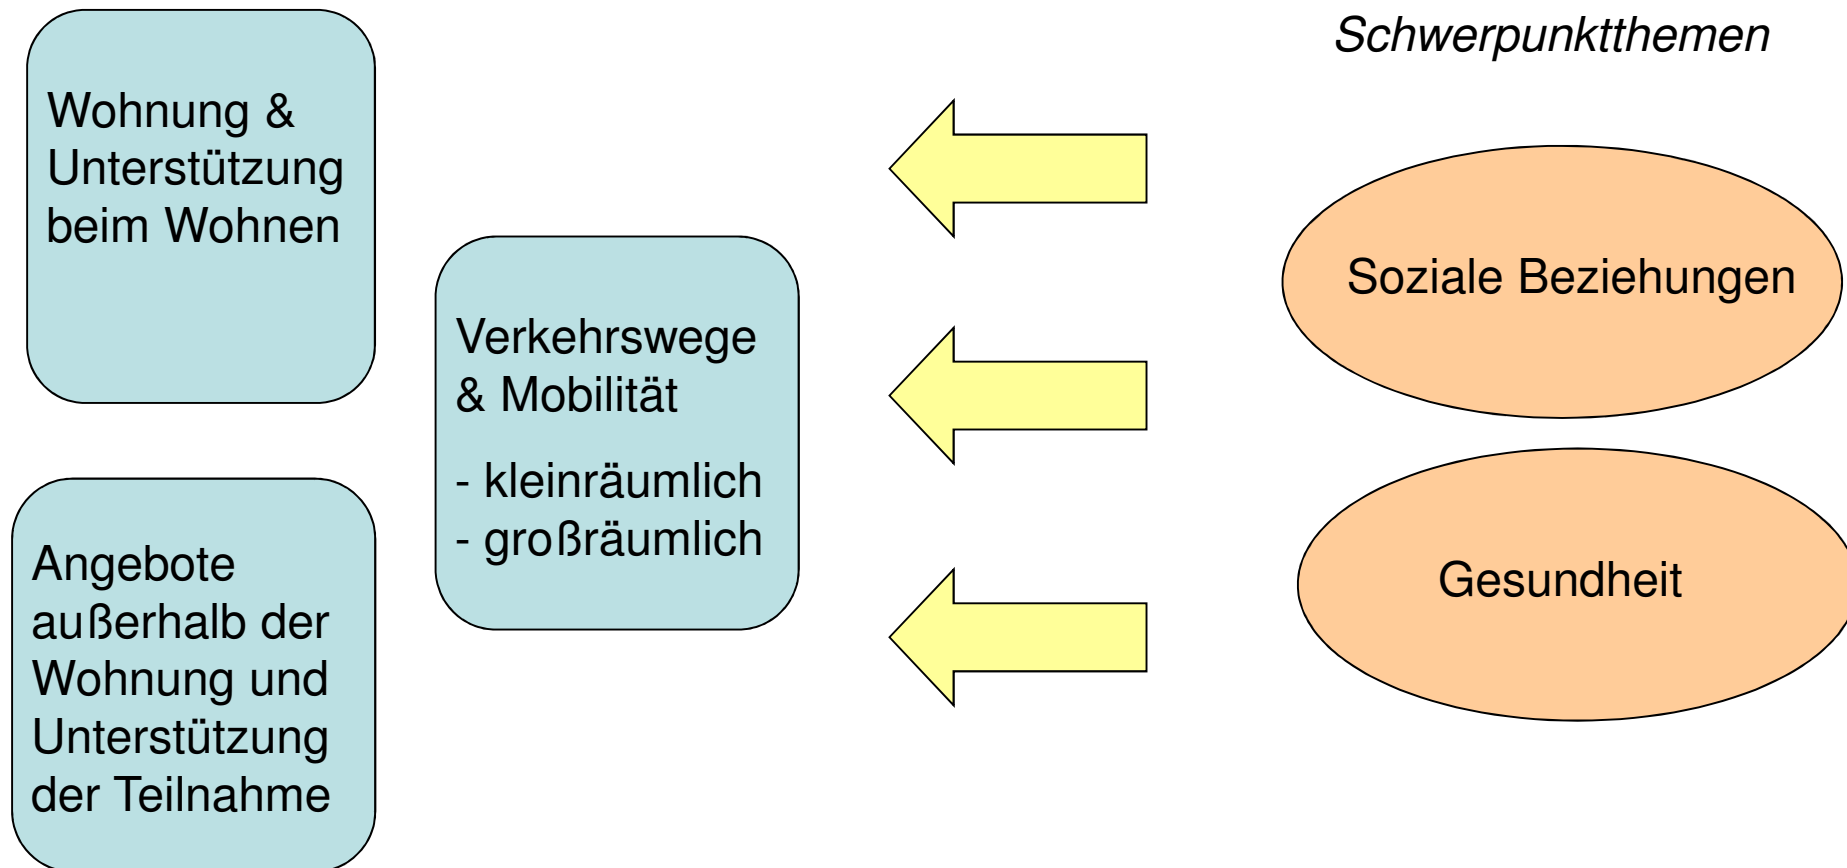 Schwerpunktthemen
Wohnung &
Unterstützung
beim Wohnen
Verkehrswege
& Mobilität
- kleinräumlich
- großräumlich
Angebote
außerhalb der
Wohnung und
Unterstützung
der Teilnahme
Soziale Beziehungen
Gesundheit